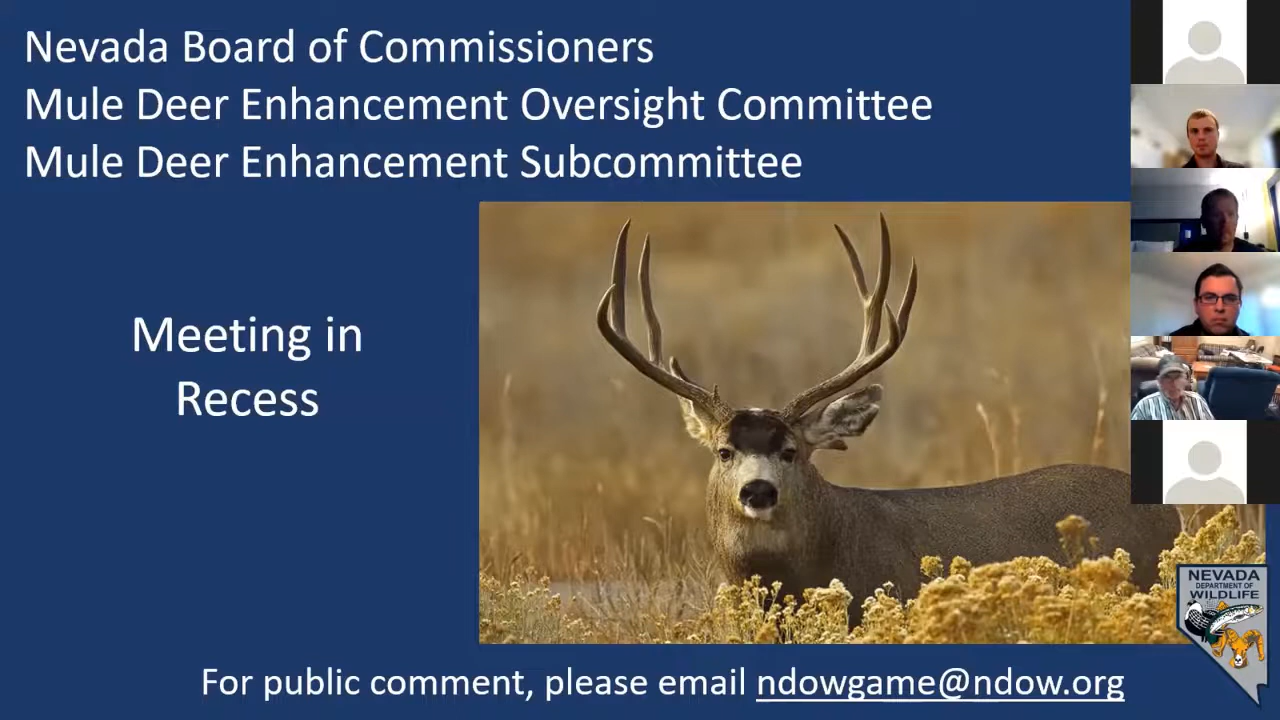 Nevada Board of Commissioners
Mule Deer Enhancement Oversight Committee
Mule Deer Enhancement Subcommittee
Meeting in
Recess
NEVADA
DEPARTMENT OF
WILDLIFE
For public comment, please email ndowgame@ndow.org